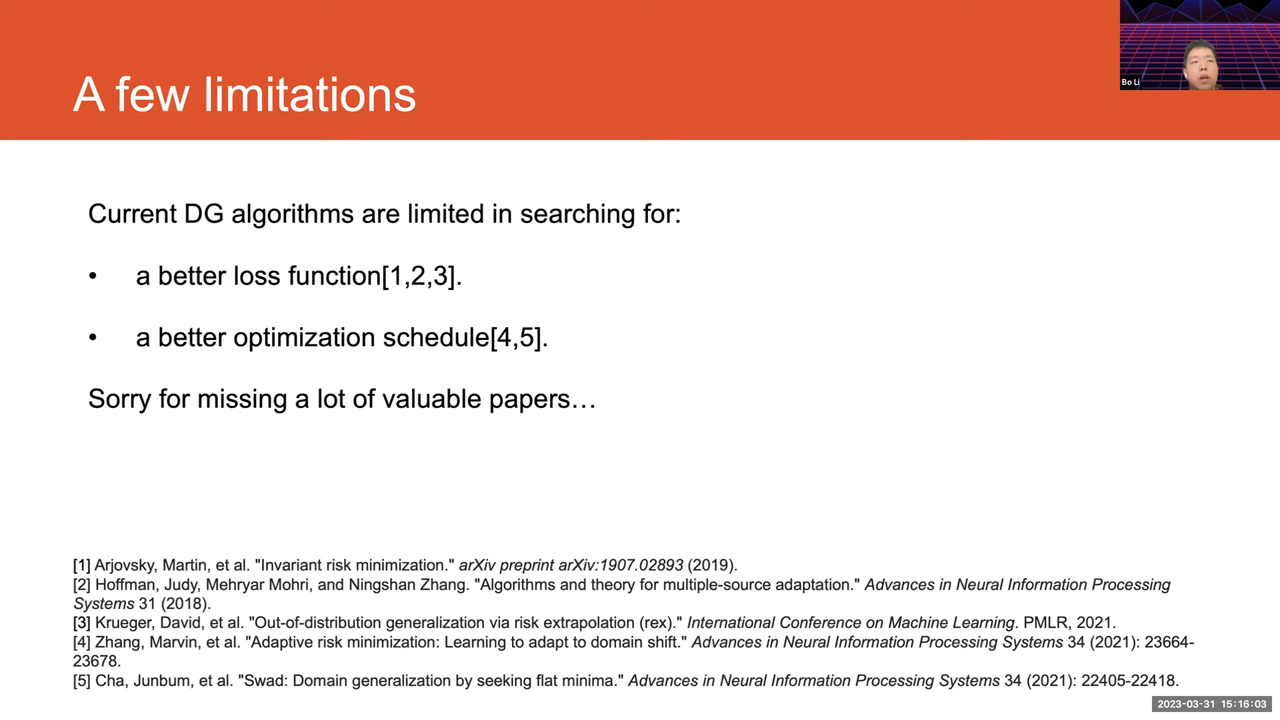 A few limitations
Bo Li
Current DG algorithms are limited in searching for:
• a better loss function[1,2,3].
• a better optimization schedule[4,5].
Sorry for missing a lot of valuable papers…
[1] Arjovsky, Martin, et al. "Invariant risk minimization." arXiv preprint arXiv:1907.02893 (2019).
[2] Hoffman, Judy, Mehryar Mohri, and Ningshan Zhang. "Algorithms and theory for multiple-source adaptation." Advances in Neural Information Processing
Systems 31 (2018).
[3] Krueger, David, et al. "Out-of-distribution generalization via risk extrapolation (rex)." International Conference on Machine Learning. PMLR, 2021.
[4] Zhang, Marvin, et al. "Adaptive risk minimization: Learning to adapt to domain shift." Advances in Neural Information Processing Systems 34 (2021): 23664-
23678.
[5] Cha, Junbum, et al. "Swad: Domain generalization by seeking flat minima." Advances in Neural Information Processing Systems 34 (2021): 22405-22418.
2023-03-31 15:16:03